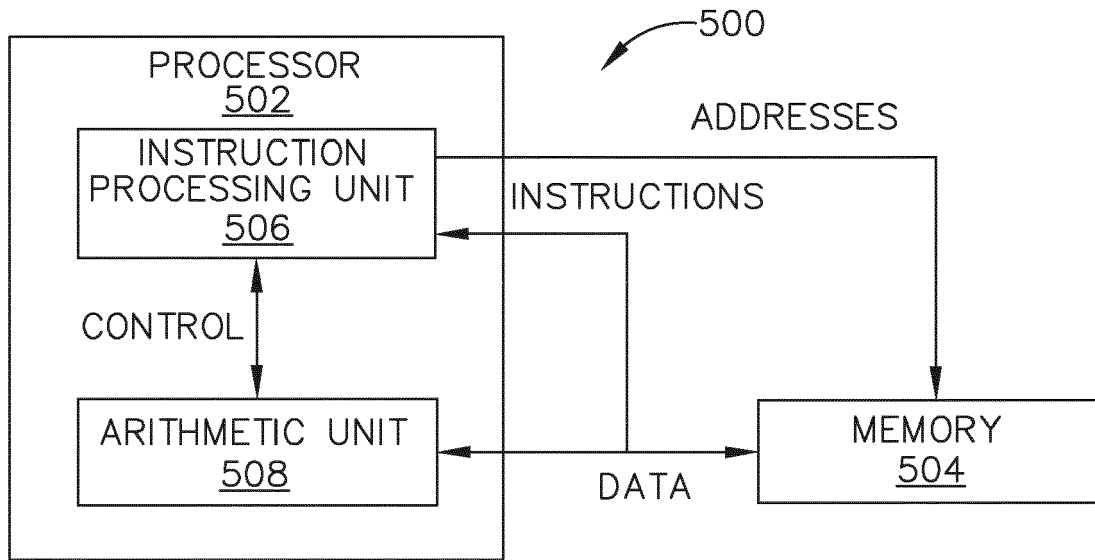 500
PROCESSOR
502
ADDRESSES
INSTRUCTION
PROCESSING UNIT
506
INSTRUCTIONS
CONTROL
ARITHMETIC UNIT
508
DATA
MEMORY
504